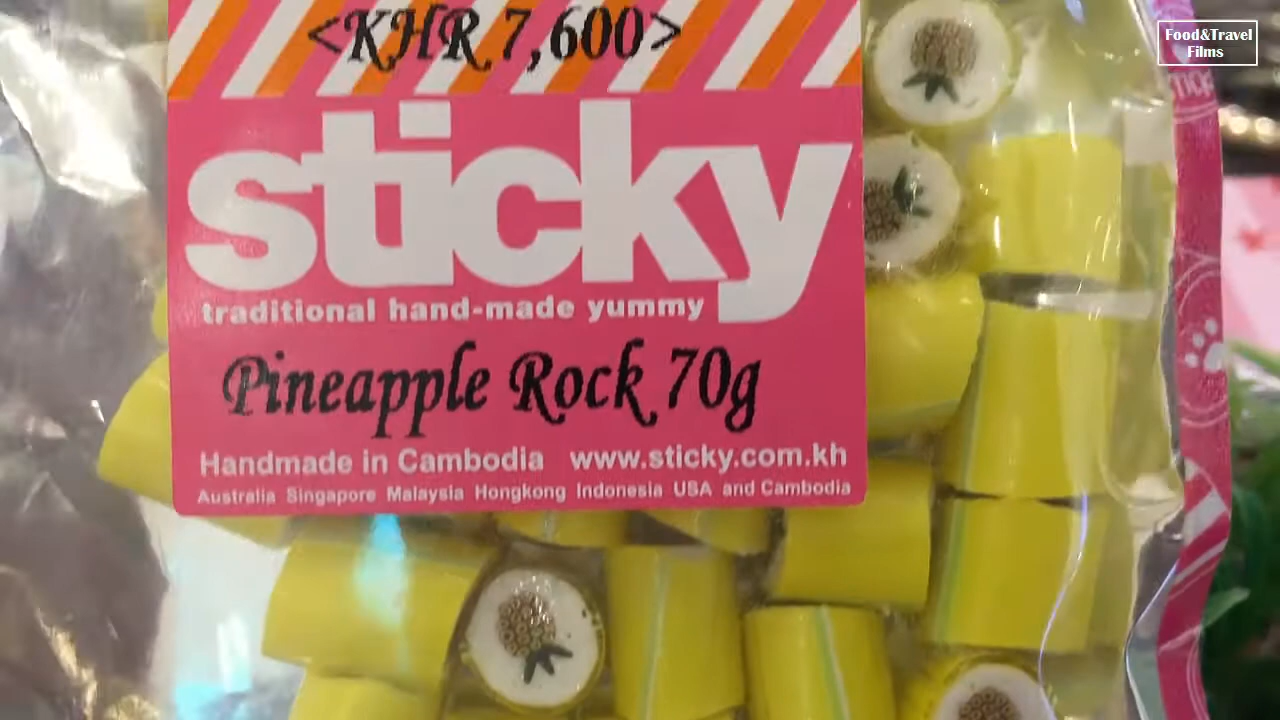 Food&Travel
Films
<KHR 7,600>
sticky
traditional hand-made yummy
Pineapple Rock 70g
Handmade in Cambodia www.sticky.com.kh
Australia Singapore Malaysia Hongkong Indonesia USA and Cambodia